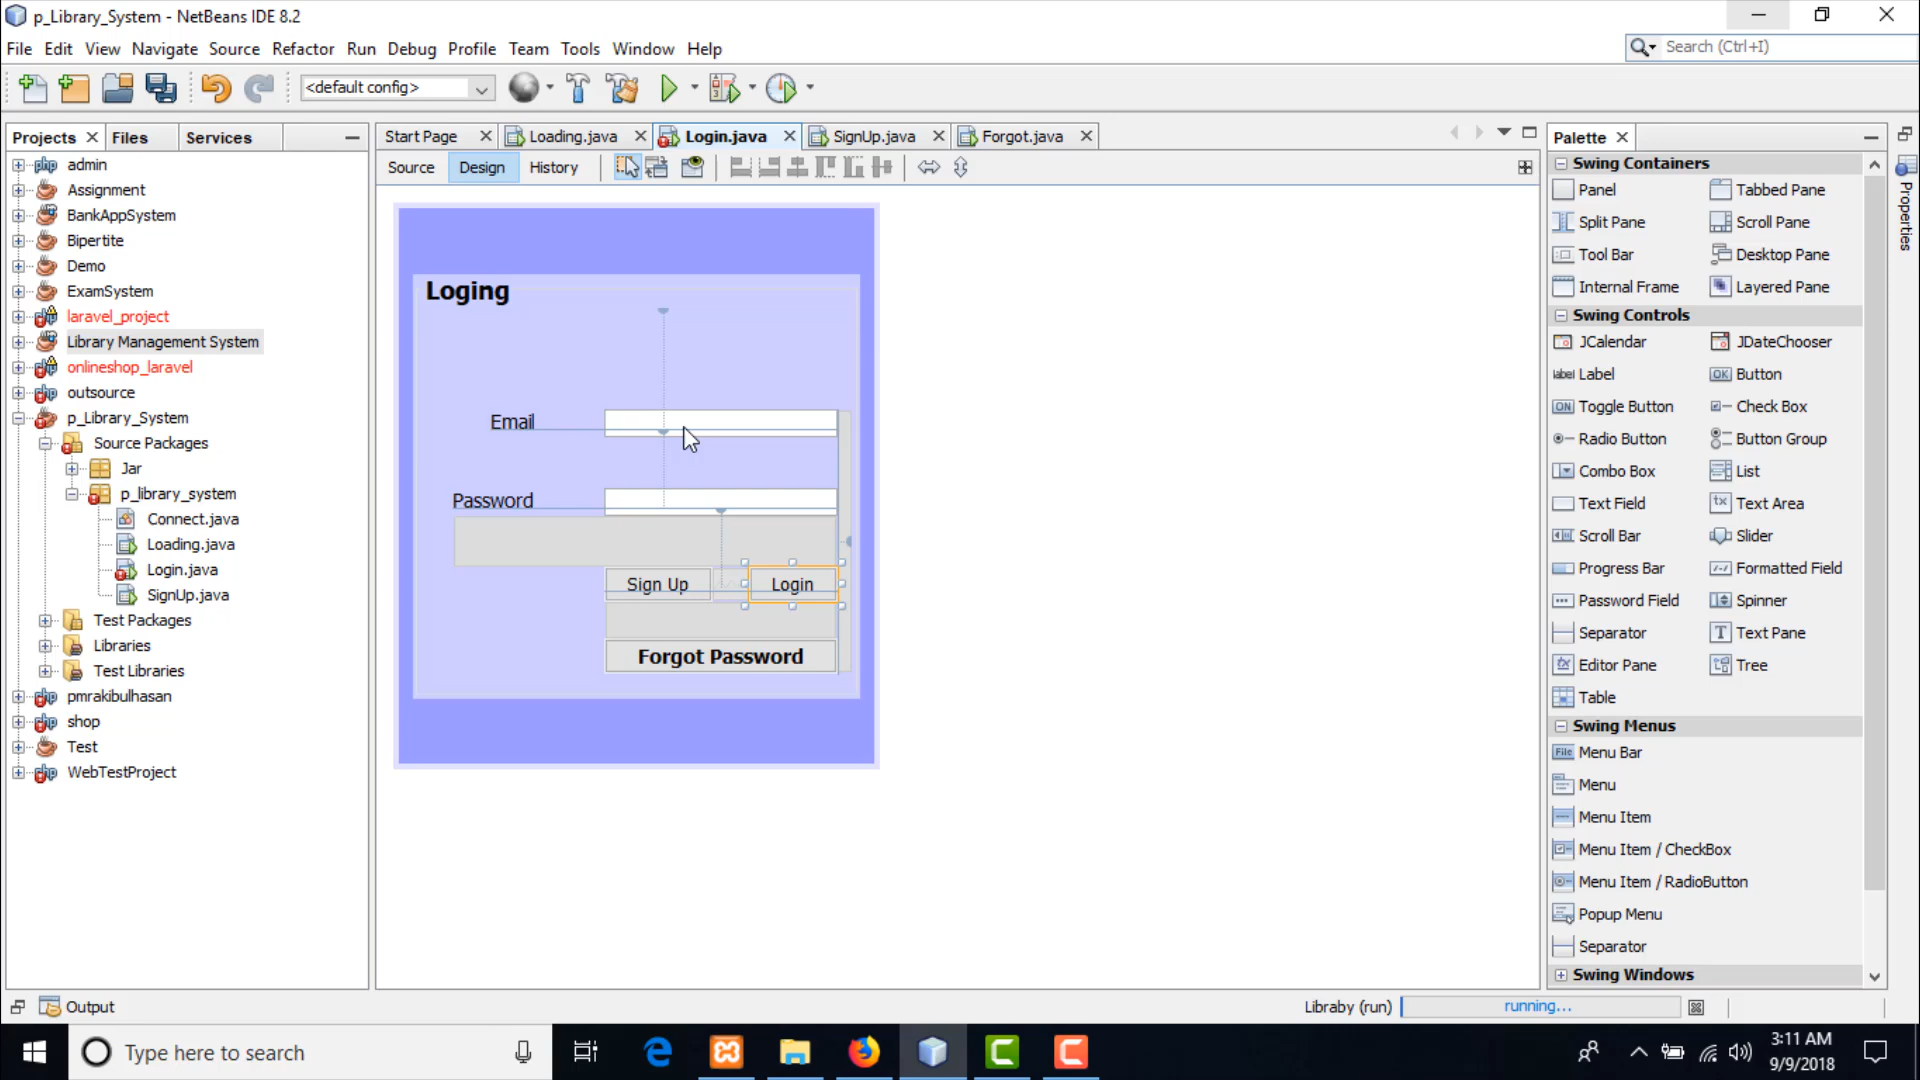 p_Library_System - NetBeans IDE 8.2
File Edit View Navigate Source Refactor Run Debug Profile Team Tools Window Help
Search (Ctrl+I)
<default config>
Projects Files Services
Start Page Loading.java Login.java SignUp.java Forgot.java
Palette
Source Design History
admin
Assignment
BankAppSystem
Bipertite
Demo
ExamSystem
laravel_project
Library Management System
onlineshop_laravel
outsource
p_Library_System
Source Packages
Jar
p_library_system
Connect.java
Loading.java
Login.java
SignUp.java
Test Packages
Libraries
Test Libraries
pmrakibulhasan
shop
Test
WebTestProject
Loging
Email
Password
Sign Up Login
Forgot Password
Swing Containers
Panel Tabbed Pane
Split Pane Scroll Pane
Tool Bar Desktop Pane
Internal Frame Layered Pane
Swing Controls
JCalendar JDateChooser
label Label OK Button
ON Toggle Button Check Box
Radio Button Button Group
Combo Box List
Text Field Text Area
Scroll Bar Slider
Progress Bar Formatted Field
Password Field Spinner
Separator Text Pane
Editor Pane Tree
Table
Swing Menus
File Menu Bar
Menu
Menu Item
Menu Item / CheckBox
Menu Item / RadioButton
Popup Menu
Separator
Swing Windows
Properties
Output
Libraby (run) running...
Type here to search
3:11 AM
9/9/2018